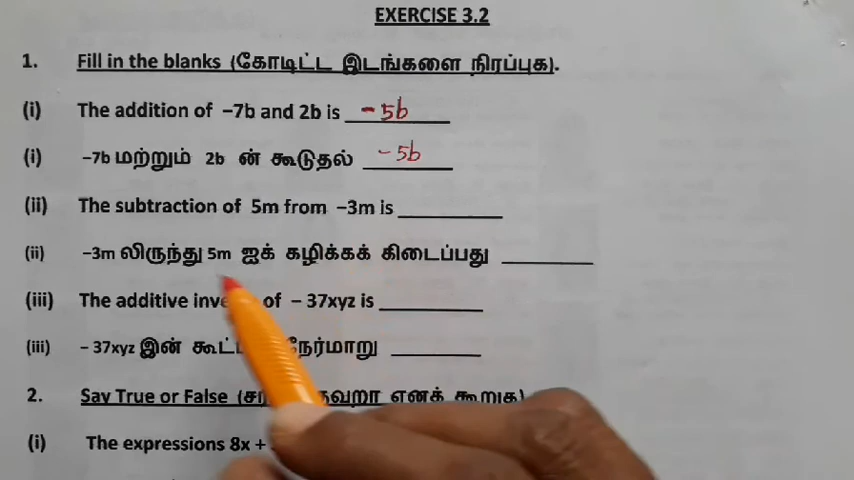 EXERCISE 3.2
1. Fill in the blanks (கோடிட்ட இடங்களை நிரப்புக).
(i) The addition of −7b and 2b is -5b
(i) −7b மற்றும் 2b ன் கூடுதல் -5b
(ii) The subtraction of 5m from −3m is
(ii) −3m லிருந்து 5m ஐக் கழிக்கக் கிடைப்பது
(iii) The additive of − 37xyz is
(iii) − 37xyz இன் நேர்மாறு
2. Say True or False எனக் கூறுக)
(i) The expressions 8x +